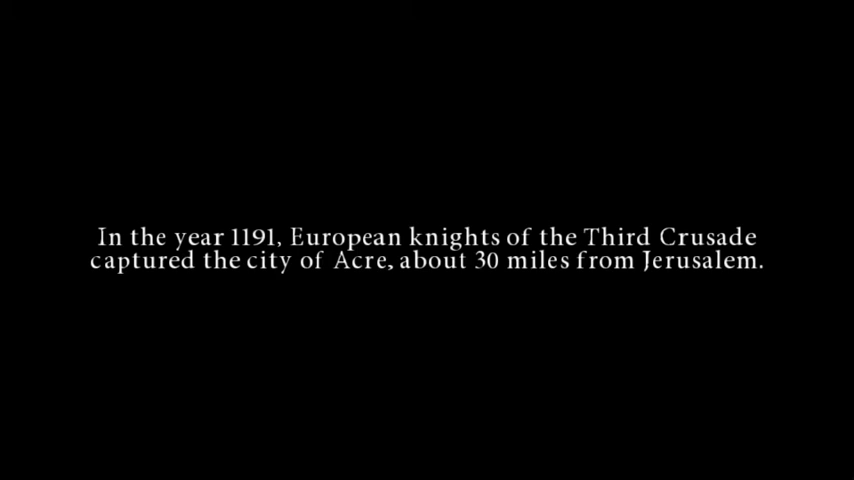 In the year 1191, European knights of the Third Crusade
captured the city of Acre, about 30 miles from Jerusalem.